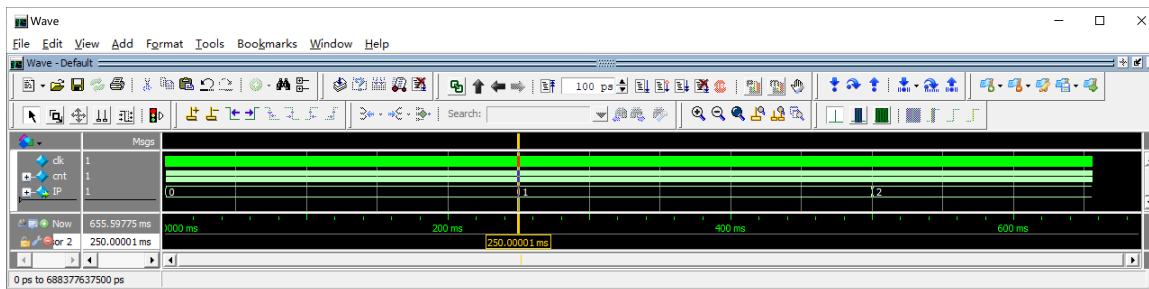 Wave
File Edit View Add Format Tools Bookmarks Window Help
Wave - Default
100 ps
Search:
Msgs
clk 1
cnt 1
IP 1 0 1 2
Now 655.59775 ms 0000 ms 200 ms 400 ms 600 ms
or 2 250.00001 ms 250.00001 ms
0 ps to 688377637500 ps